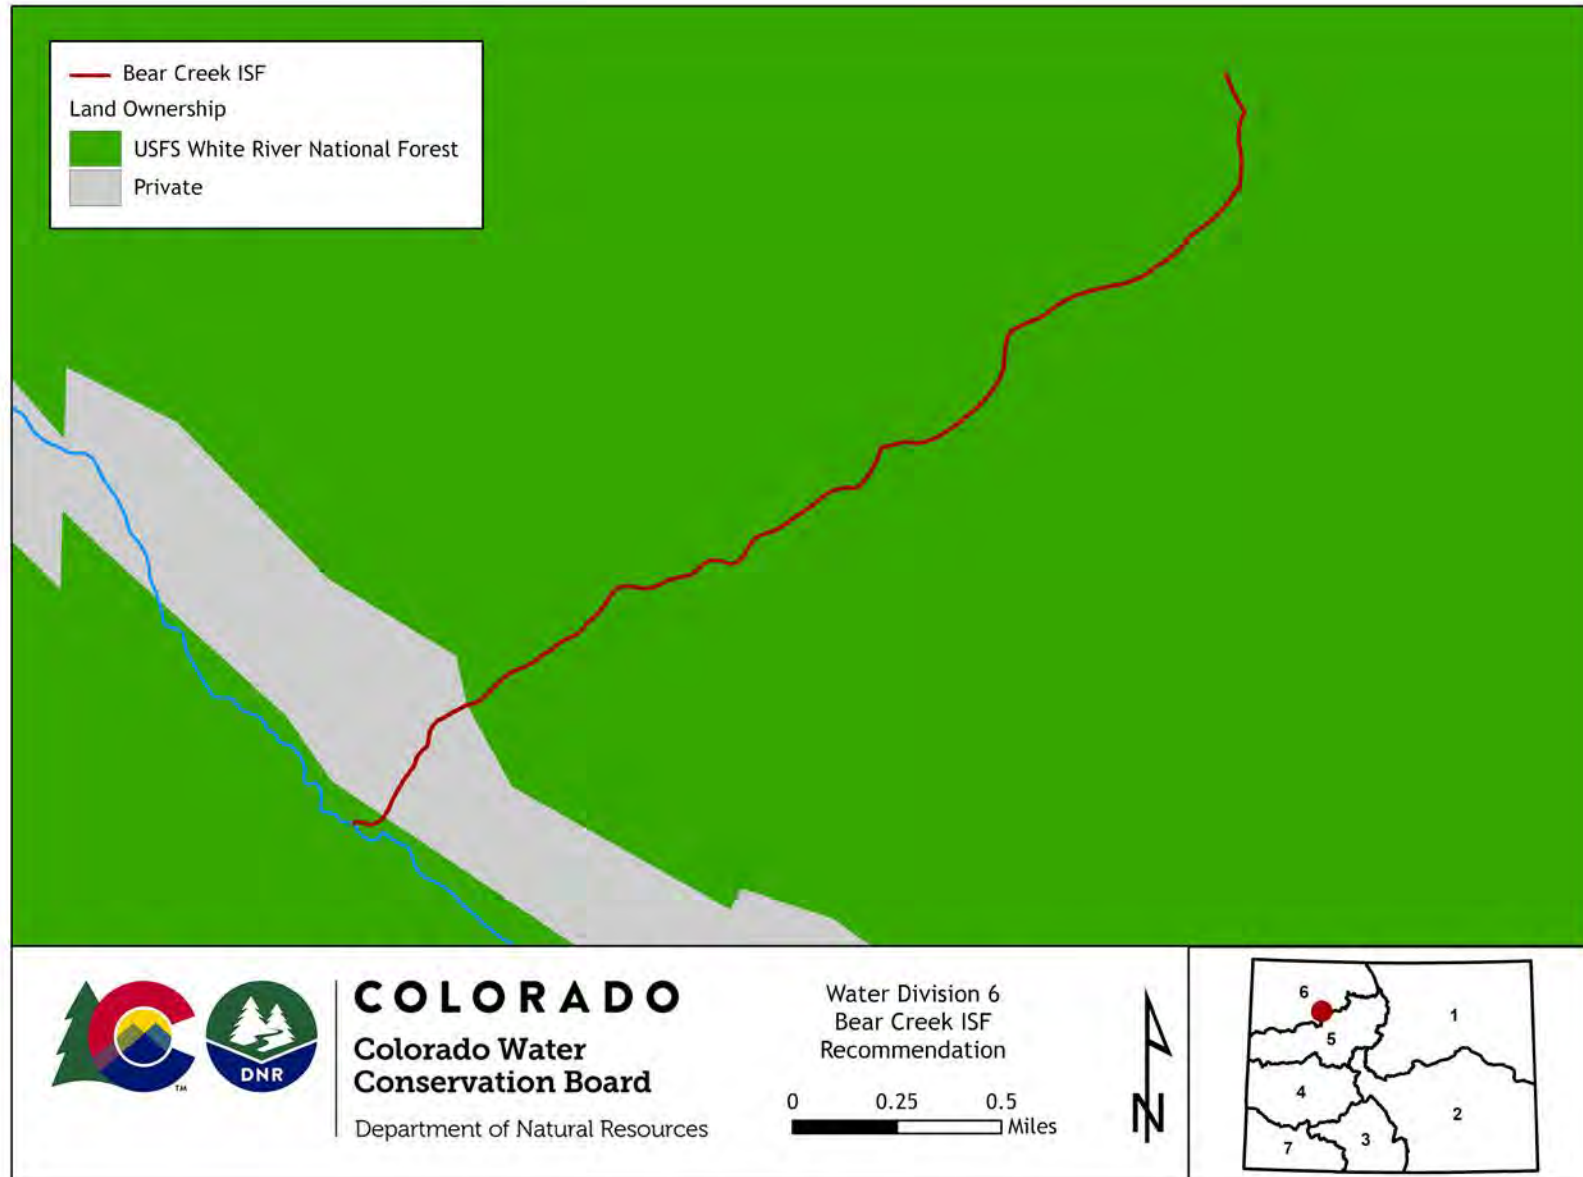 Bear Creek ISF
Land Ownership
USFS White River National Forest
Private
COLORADO
Colorado Water
Conservation Board
Department of Natural Resources
DNR
TM
Water Division 6
Bear Creek ISF
Recommendation
0 0.25 0.5
Miles
N
6
1
5
4
2
3
7